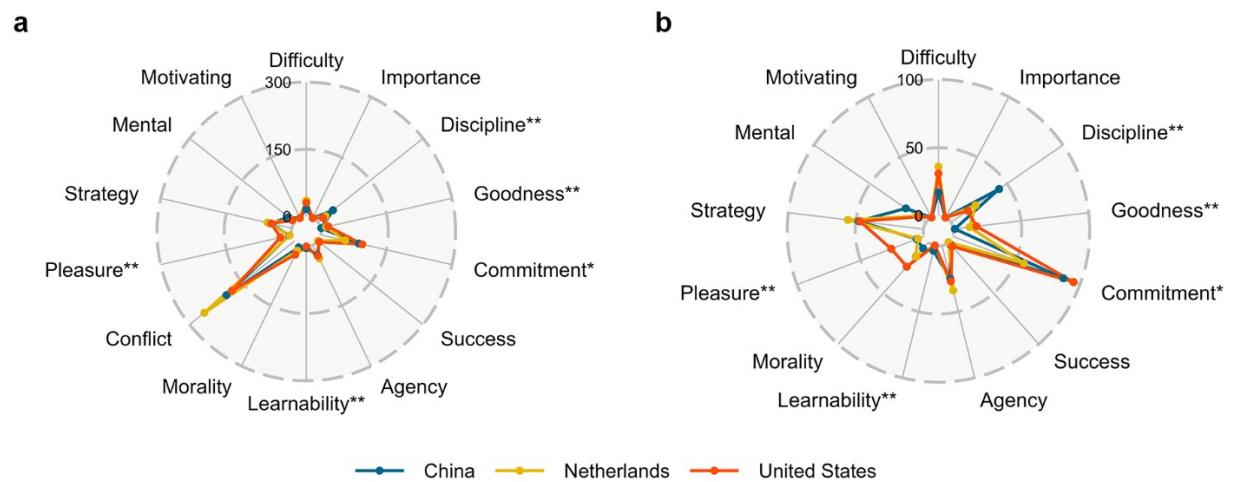 a
Difficulty
Importance
Discipline**
Goodness**
Commitment*
Success
Agency
Learnability**
Morality
Conflict
Pleasure**
Strategy
Mental
Motivating
300
150
0
b
Difficulty
Importance
Discipline**
Goodness**
Commitment*
Success
Agency
Learnability**
Morality
Pleasure**
Strategy
Mental
Motivating
100
50
0
China
Netherlands
United States